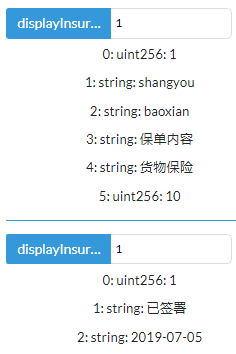 displayInsur... 1
0: uint256: 1
1: string: shangyou
2: string: baoxian
3: string: 保单内容
4: string: 货物保险
5: uint256: 10
displayInsur... 1
0: uint256: 1
1: string: 已签署
2: string: 2019-07-05